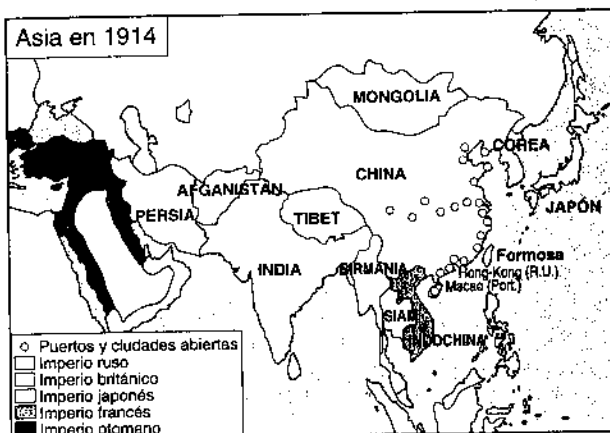 Asia en 1914
MONGOLIA
COREA
CHINA
AFGANISTÁN
PERSIA
TIBET
JAPÓN
Formosa
INDIA
BIRMANIA
Hong-Kong (R.U.)
Macao (Port.)
SIAM
INDOCHINA
Puertos y ciudades abiertas
Imperio ruso
Imperio británico
Imperio japonés
Imperio francés
Imperio otomano